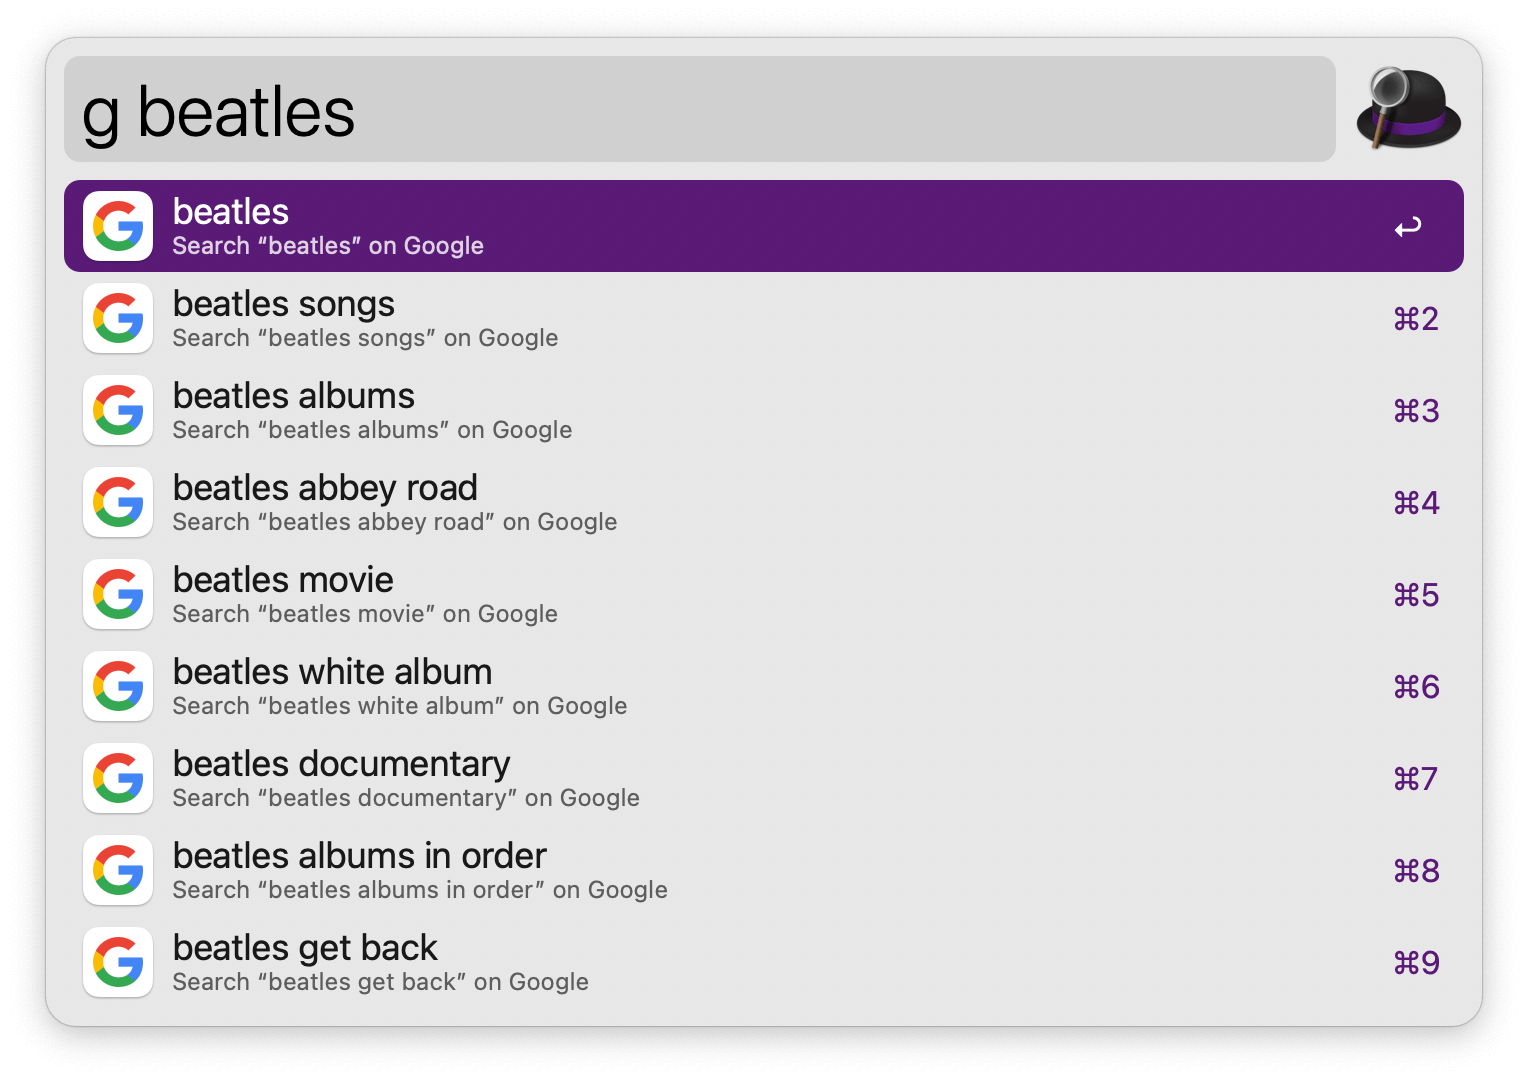 g beatles
beatles
Search “beatles” on Google
beatles songs
⌘2
Search “beatles songs” on Google
beatles albums
⌘3
Search “beatles albums” on Google
beatles abbey road
⌘4
Search “beatles abbey road” on Google
beatles movie
⌘5
Search “beatles movie” on Google
beatles white album
⌘6
Search “beatles white album” on Google
beatles documentary
⌘7
Search “beatles documentary” on Google
beatles albums in order
⌘8
Search “beatles albums in order” on Google
beatles get back
⌘9
Search “beatles get back” on Google